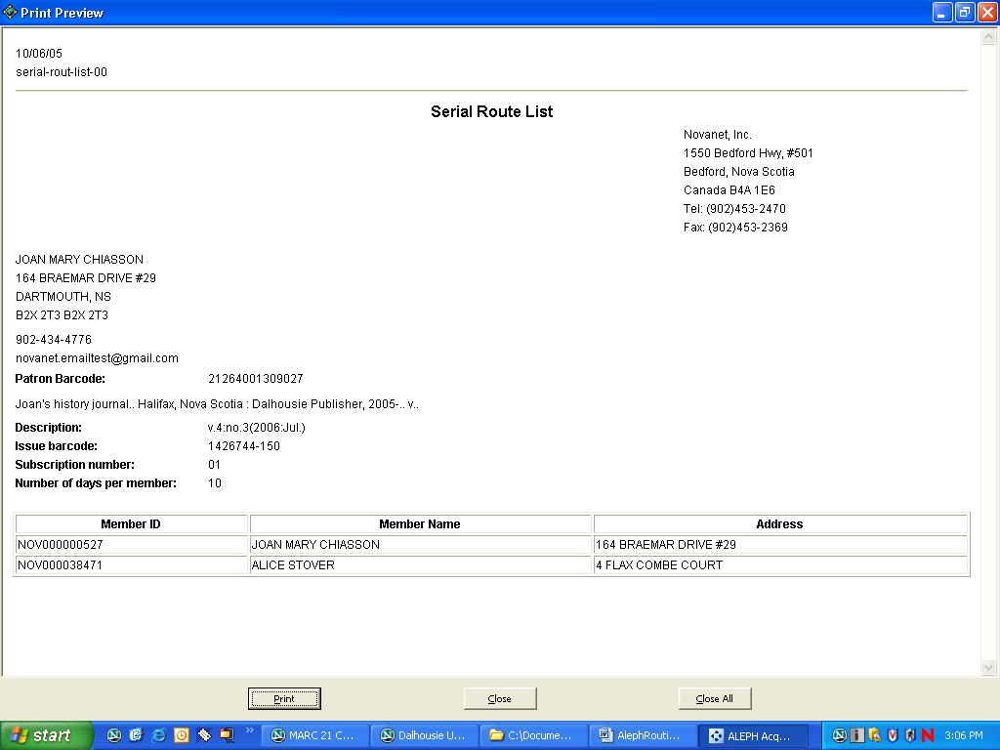 Print Preview
10/06/05
serial-rout-list-00
Serial Route List
Novanet, Inc.
1550 Bedford Hwy, #501
Bedford, Nova Scotia
Canada B4A 1E6
Tel: (902)453-2470
Fax: (902)453-2369
JOAN MARY CHIASSON
164 BRAEMAR DRIVE #29
DARTMOUTH, NS
B2X 2T3 B2X 2T3
902-434-4776
novanet.emailtest@gmail.com
Patron Barcode: 21264001309027
Joan's history journal.. Halifax, Nova Scotia : Dalhousie Publisher, 2005-.. v..
Description: v.4:no.3(2006:Jul.)
Issue barcode: 1426744-150
Subscription number: 01
Number of days per member: 10
Member ID Member Name Address
NOV000000527 JOAN MARY CHIASSON 164 BRAEMAR DRIVE #29
NOV000038471 ALICE STOVER 4 FLAX COMBE COURT
Print Close Close All
start MARC 21 C... Dalhousie U... C:\Docume... AlephRouti... ALEPH Acq... 3:06 PM